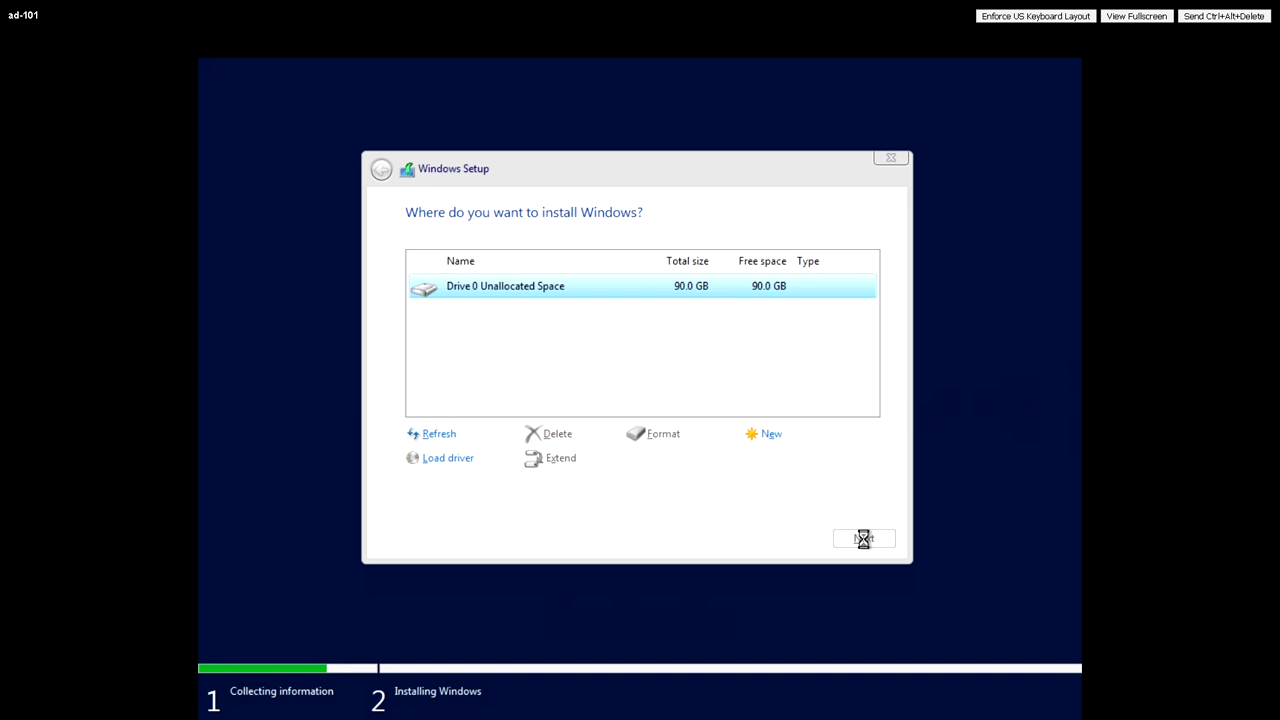 ad-101
Enforce US Keyboard Layout
View Fullscreen
Send Ctrl+Alt+Delete
Windows Setup
Where do you want to install Windows?
Name Total size Free space Type
Drive 0 Unallocated Space 90.0 GB 90.0 GB
Refresh Delete Format New
Load driver Extend
1 Collecting information 2 Installing Windows